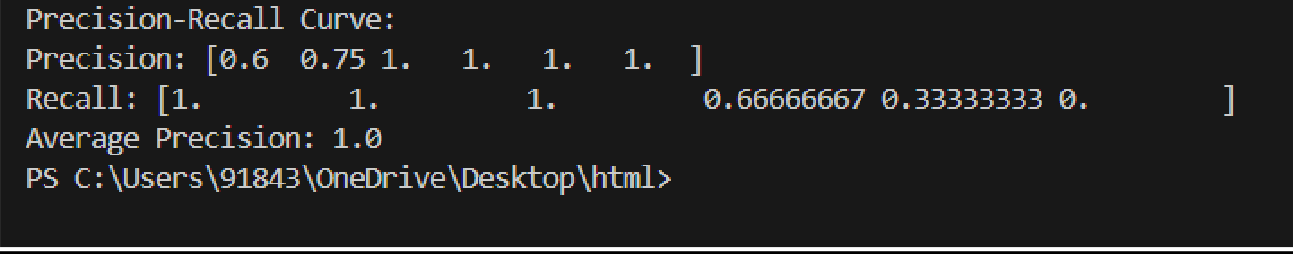 Precision-Recall Curve:
Precision: [0.6  0.75 1.   1.   1.   1.  ]
Recall: [1.         1.         1.         0.66666667 0.33333333 0.        ]
Average Precision: 1.0
PS C:\Users\91843\OneDrive\Desktop\html>